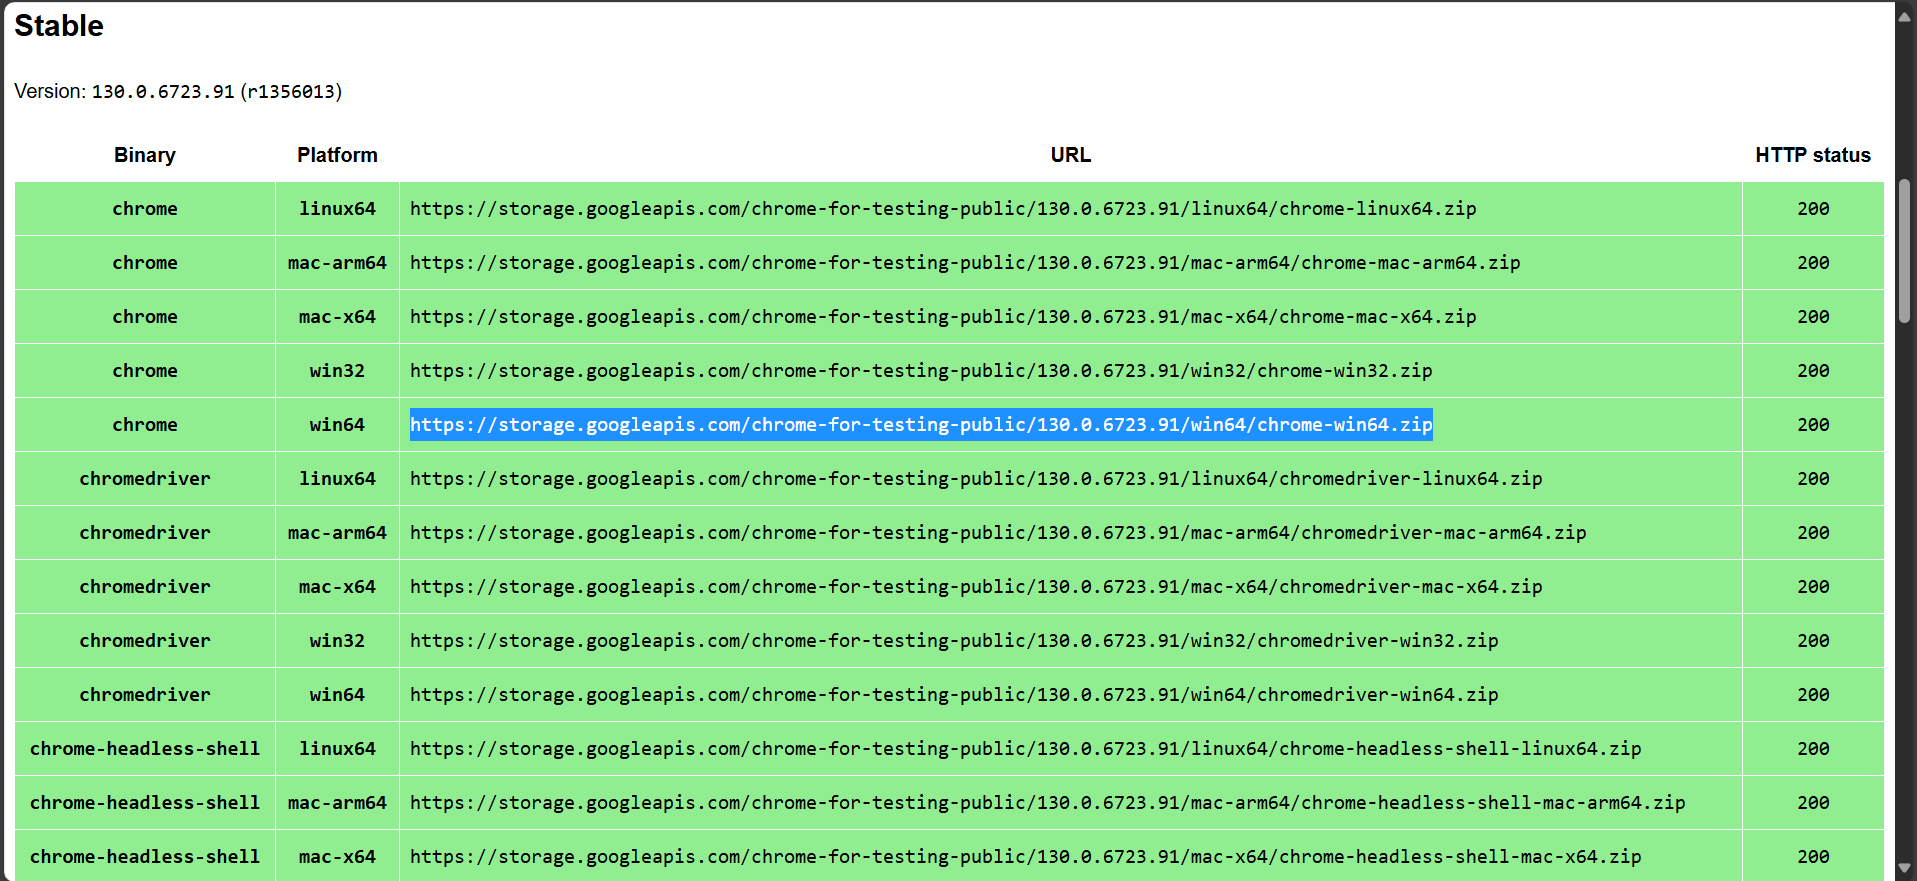 Stable
Version: 130.0.6723.91 (r1356013)
Binary Platform URL HTTP status
chrome linux64 https://storage.googleapis.com/chrome-for-testing-public/130.0.6723.91/linux64/chrome-linux64.zip 200
chrome mac-arm64 https://storage.googleapis.com/chrome-for-testing-public/130.0.6723.91/mac-arm64/chrome-mac-arm64.zip 200
chrome mac-x64 https://storage.googleapis.com/chrome-for-testing-public/130.0.6723.91/mac-x64/chrome-mac-x64.zip 200
chrome win32 https://storage.googleapis.com/chrome-for-testing-public/130.0.6723.91/win32/chrome-win32.zip 200
chrome win64 https://storage.googleapis.com/chrome-for-testing-public/130.0.6723.91/win64/chrome-win64.zip 200
chromedriver linux64 https://storage.googleapis.com/chrome-for-testing-public/130.0.6723.91/linux64/chromedriver-linux64.zip 200
chromedriver mac-arm64 https://storage.googleapis.com/chrome-for-testing-public/130.0.6723.91/mac-arm64/chromedriver-mac-arm64.zip 200
chromedriver mac-x64 https://storage.googleapis.com/chrome-for-testing-public/130.0.6723.91/mac-x64/chromedriver-mac-x64.zip 200
chromedriver win32 https://storage.googleapis.com/chrome-for-testing-public/130.0.6723.91/win32/chromedriver-win32.zip 200
chromedriver win64 https://storage.googleapis.com/chrome-for-testing-public/130.0.6723.91/win64/chromedriver-win64.zip 200
chrome-headless-shell linux64 https://storage.googleapis.com/chrome-for-testing-public/130.0.6723.91/linux64/chrome-headless-shell-linux64.zip 200
chrome-headless-shell mac-arm64 https://storage.googleapis.com/chrome-for-testing-public/130.0.6723.91/mac-arm64/chrome-headless-shell-mac-arm64.zip 200
chrome-headless-shell mac-x64 https://storage.googleapis.com/chrome-for-testing-public/130.0.6723.91/mac-x64/chrome-headless-shell-mac-x64.zip 200